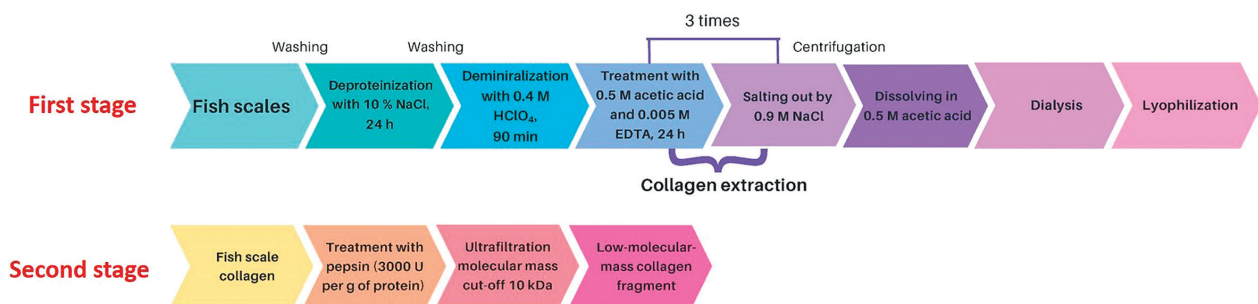 3 times
Washing
Washing
Centrifugation
First stage
Fish scales
Deproteinization
with 10 % NaCl,
24 h
Deminiralization
with 0.4 M
HClO₄,
90 min
Treatment with
0.5 M acetic acid
and 0.005 M
EDTA, 24 h
Salting out by
0.9 M NaCl
Dissolving in
0.5 M acetic acid
Dialysis
Lyophilization
Collagen extraction
Second stage
Fish scale
collagen
Treatment with
pepsin (3000 U
per g of protein)
Ultrafiltration
molecular mass
cut-off 10 kDa
Low-molecular-
mass collagen
fragment